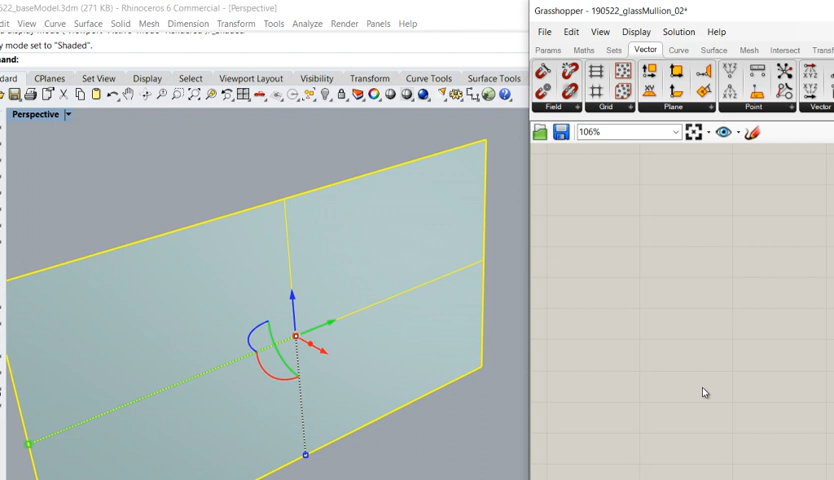 522_baseModel.3dm (271 KB) - Rhinoceros 6 Commercial - [Perspective]
View Curve Surface Solid Mesh Dimension Transform Tools Analyze Render Panels Help
y mode set to "Shaded".
mand:
dard CPlanes Set View Display Select Viewport Layout Visibility Transform Curve Tools Surface Tools
Perspective
Grasshopper - 190522_glassMullion_02*
File Edit View Display Solution Help
Params Maths Sets Vector Curve Surface Mesh Intersect Transf
Field Grid Plane Point Vector
106%